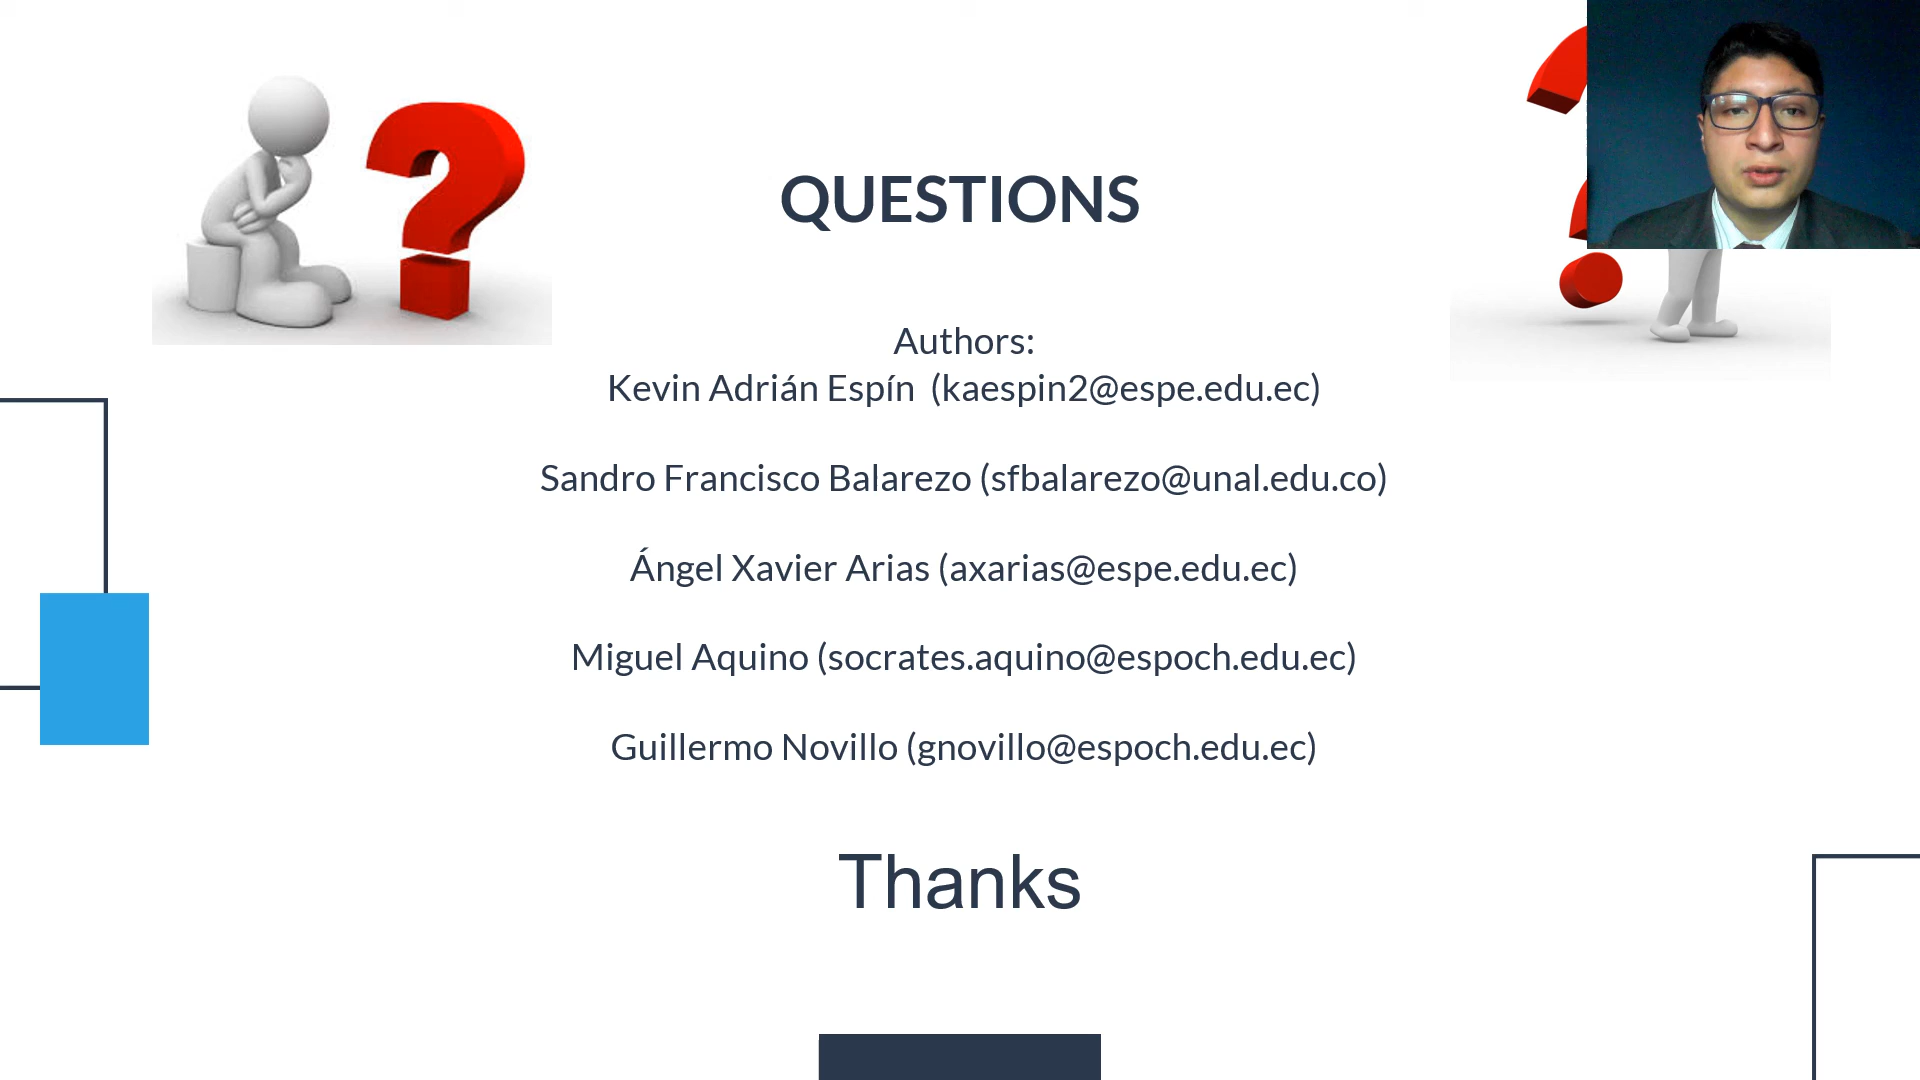 QUESTIONS
Authors:
Kevin Adrián Espín  (kaespin2@espe.edu.ec)
Sandro Francisco Balarezo (sfbalarezo@unal.edu.co)
Ángel Xavier Arias (axarias@espe.edu.ec)
Miguel Aquino (socrates.aquino@espoch.edu.ec)
Guillermo Novillo (gnovillo@espoch.edu.ec)
Thanks